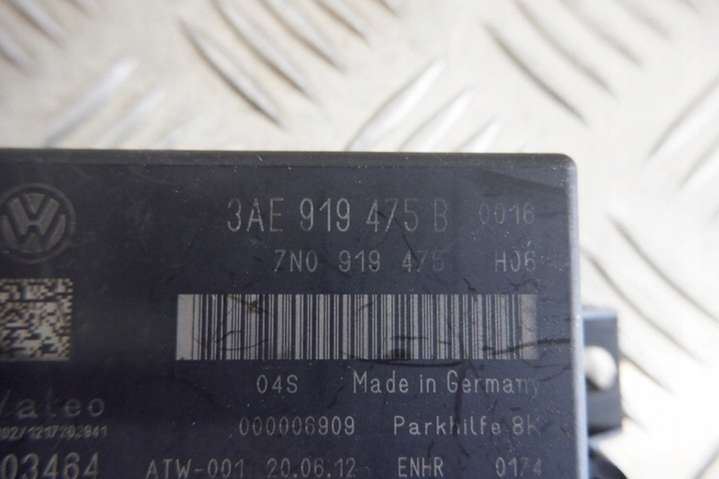 3AE 919 475 B 0016
7N0 919 475 HJ6
04S Made in Germany
Valeo 000006909 Parkhilfe 8K
03464 ATW-001 20.06.12 ENHR 0174